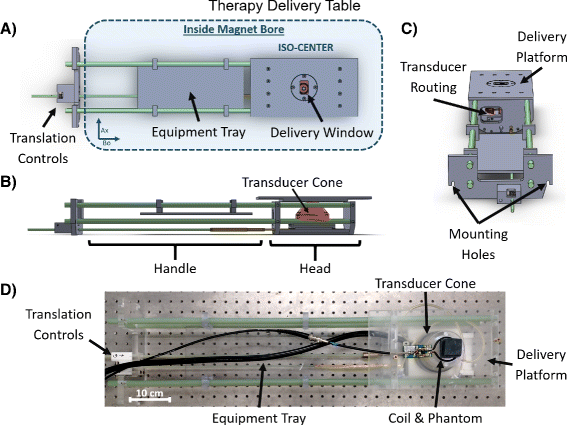 Therapy Delivery Table
A)
Inside Magnet Bore
ISO-CENTER
Translation
Controls
Ax
Bo
Equipment Tray
Delivery Window
C)
Delivery
Platform
Transducer
Routing
Mounting
Holes
B)
Transducer Cone
Handle
Head
D)
Translation
Controls
Transducer Cone
Delivery
Platform
10 cm
Equipment Tray
Coil & Phantom